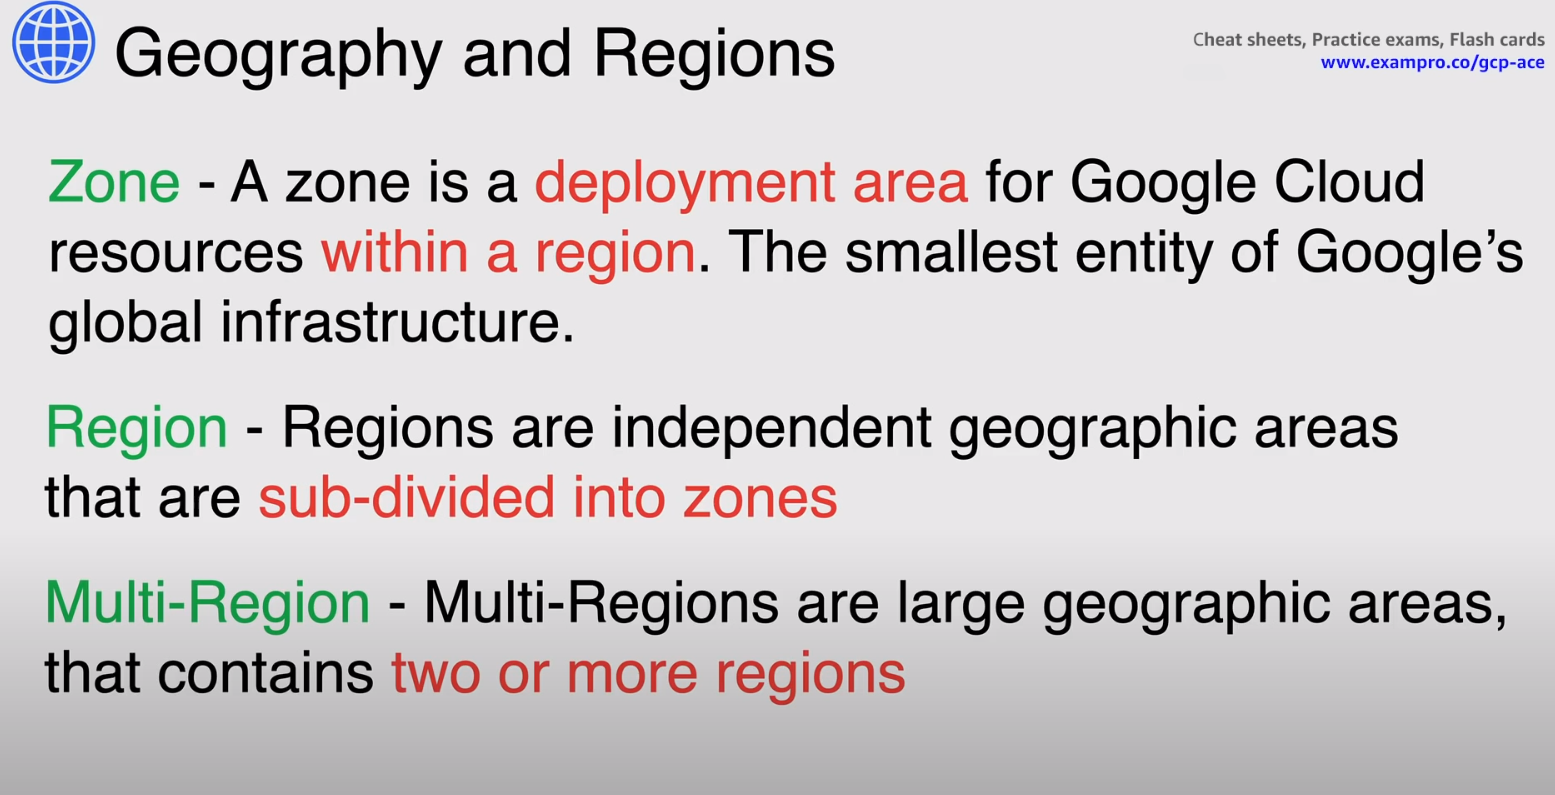 Geography and Regions
Cheat sheets, Practice exams, Flash cards
www.exampro.co/gcp-ace
Zone - A zone is a deployment area for Google Cloud
resources within a region. The smallest entity of Google’s
global infrastructure.
Region - Regions are independent geographic areas
that are sub-divided into zones
Multi-Region - Multi-Regions are large geographic areas,
that contains two or more regions